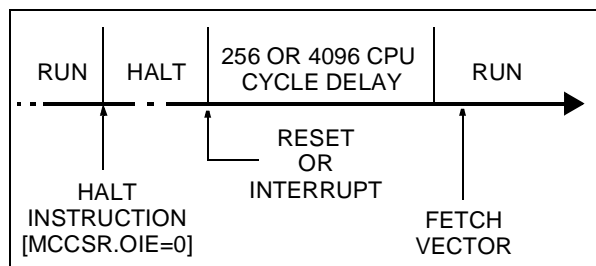 RUN
HALT
256 OR 4096 CPU
CYCLE DELAY
RUN
RESET
OR
INTERRUPT
HALT
INSTRUCTION
[MCCSR.OIE=0]
FETCH
VECTOR